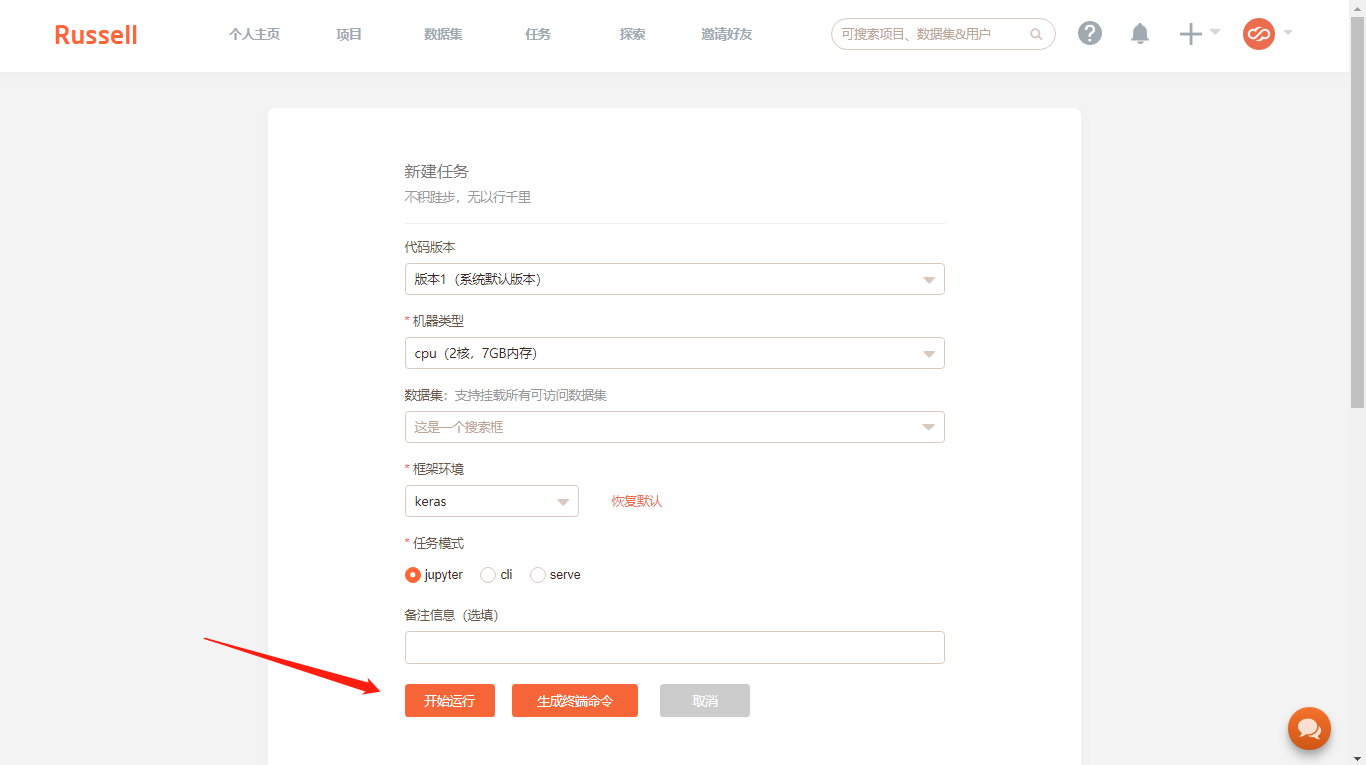 Russell 个人主页 项目 数据集 任务 探索 邀请好友 可搜索项目、数据集&用户
新建任务
不积跬步，无以行千里
代码版本
版本1（系统默认版本）
* 机器类型
cpu（2核，7GB内存）
数据集：支持挂载所有可访问数据集
这是一个搜索框
* 框架环境
keras 恢复默认
* 任务模式
jupyter cli serve
备注信息（选填）
开始运行 生成终端命令 取消